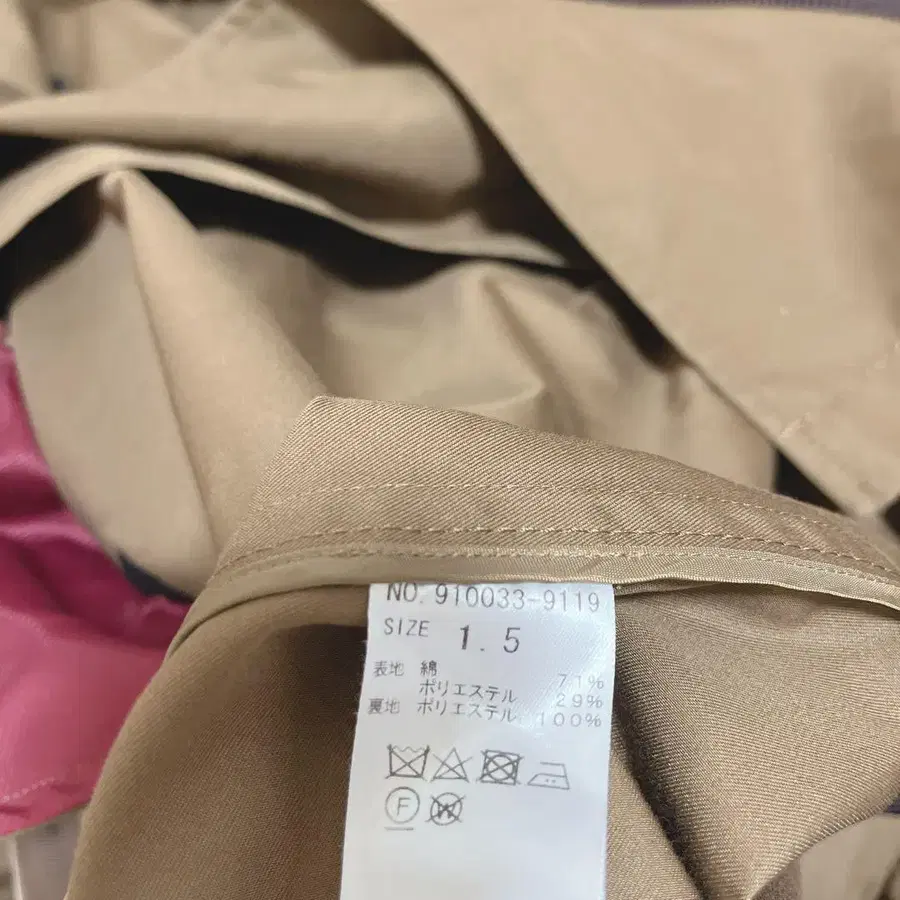 NO. 910033-9119
SIZE 1.5
表地 綿 71%
ポリエステル 29%
裏地 ポリエステル 100%
F
W